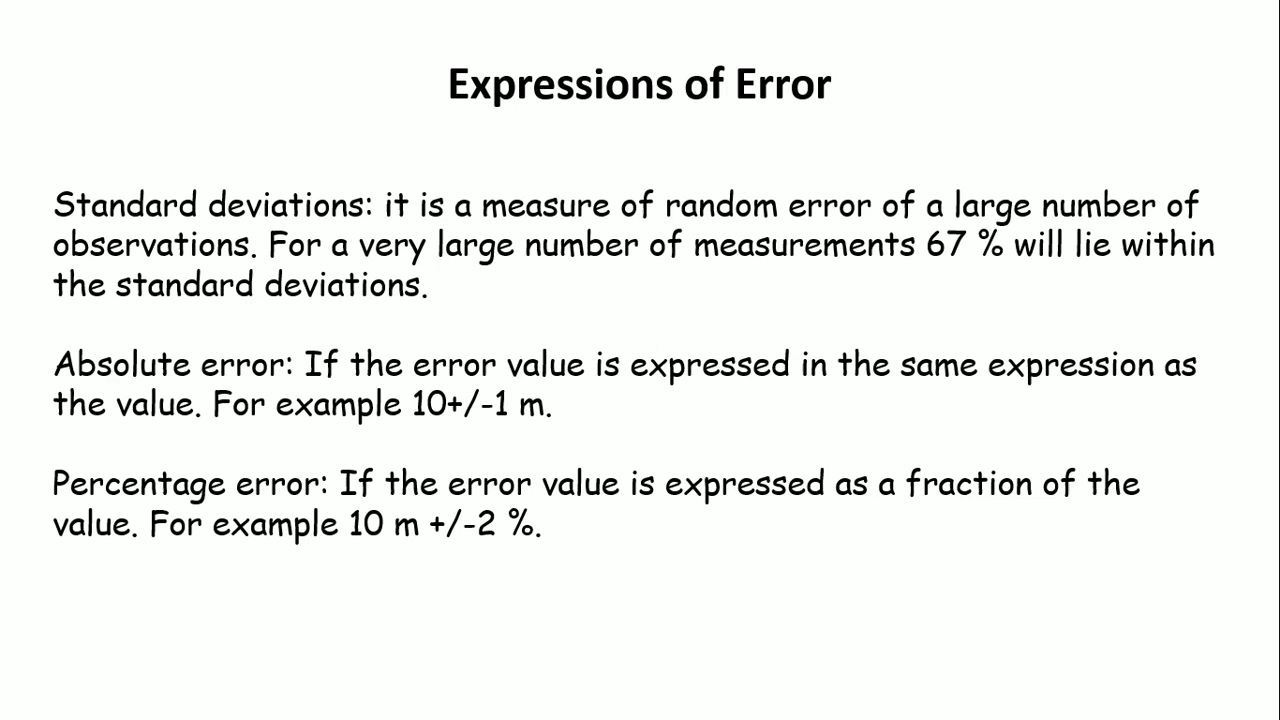 Expressions of Error
Standard deviations: it is a measure of random error of a large number of
observations. For a very large number of measurements 67 % will lie within
the standard deviations.
Absolute error: If the error value is expressed in the same expression as
the value. For example 10+/-1 m.
Percentage error: If the error value is expressed as a fraction of the
value. For example 10 m +/-2 %.